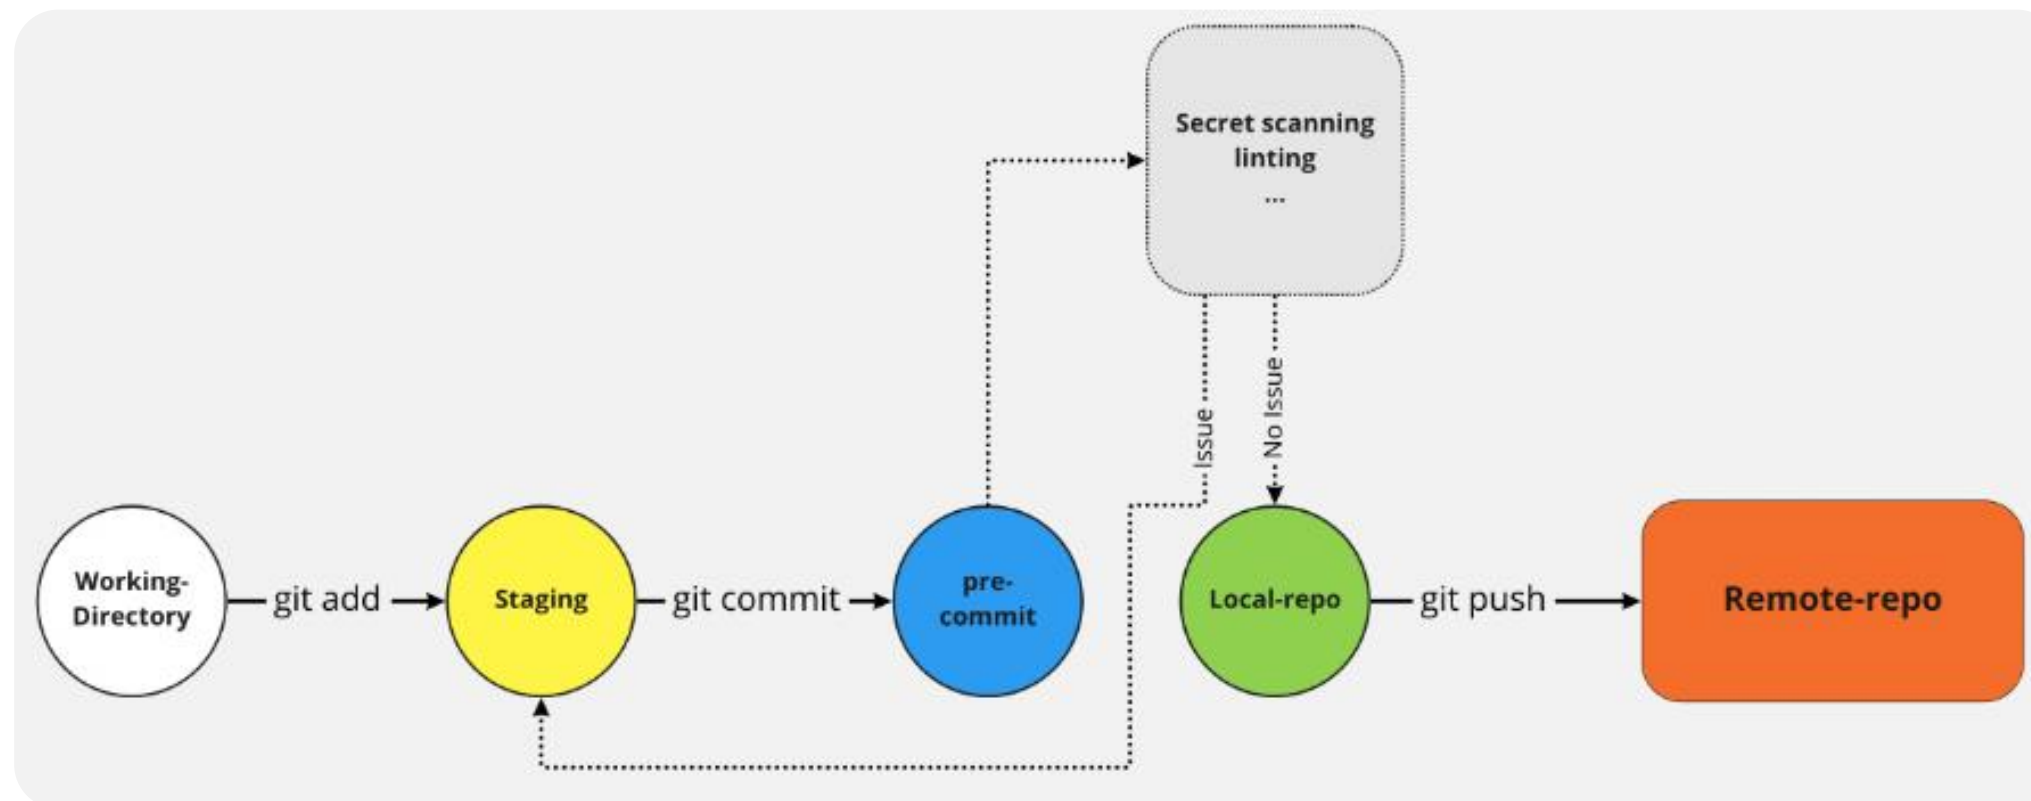 Secret scanning
linting
...
Issue
No Issue
Working-
Directory
git add
Staging
git commit
pre-
commit
Local-repo
git push
Remote-repo